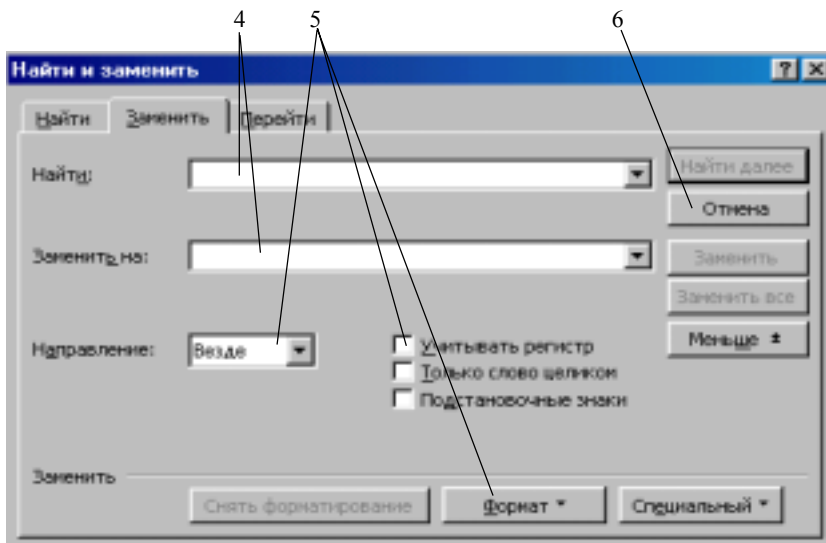 4 5 6
Найти и заменить
Найти Заменить Перейти
Найти: Найти далее
Отмена
Заменить на: Заменить
Заменить все
Направление: Везде Учитывать регистр Меньше
Только слово целиком
Подстановочные знаки
Заменить
Снять форматирование Формат Специальный